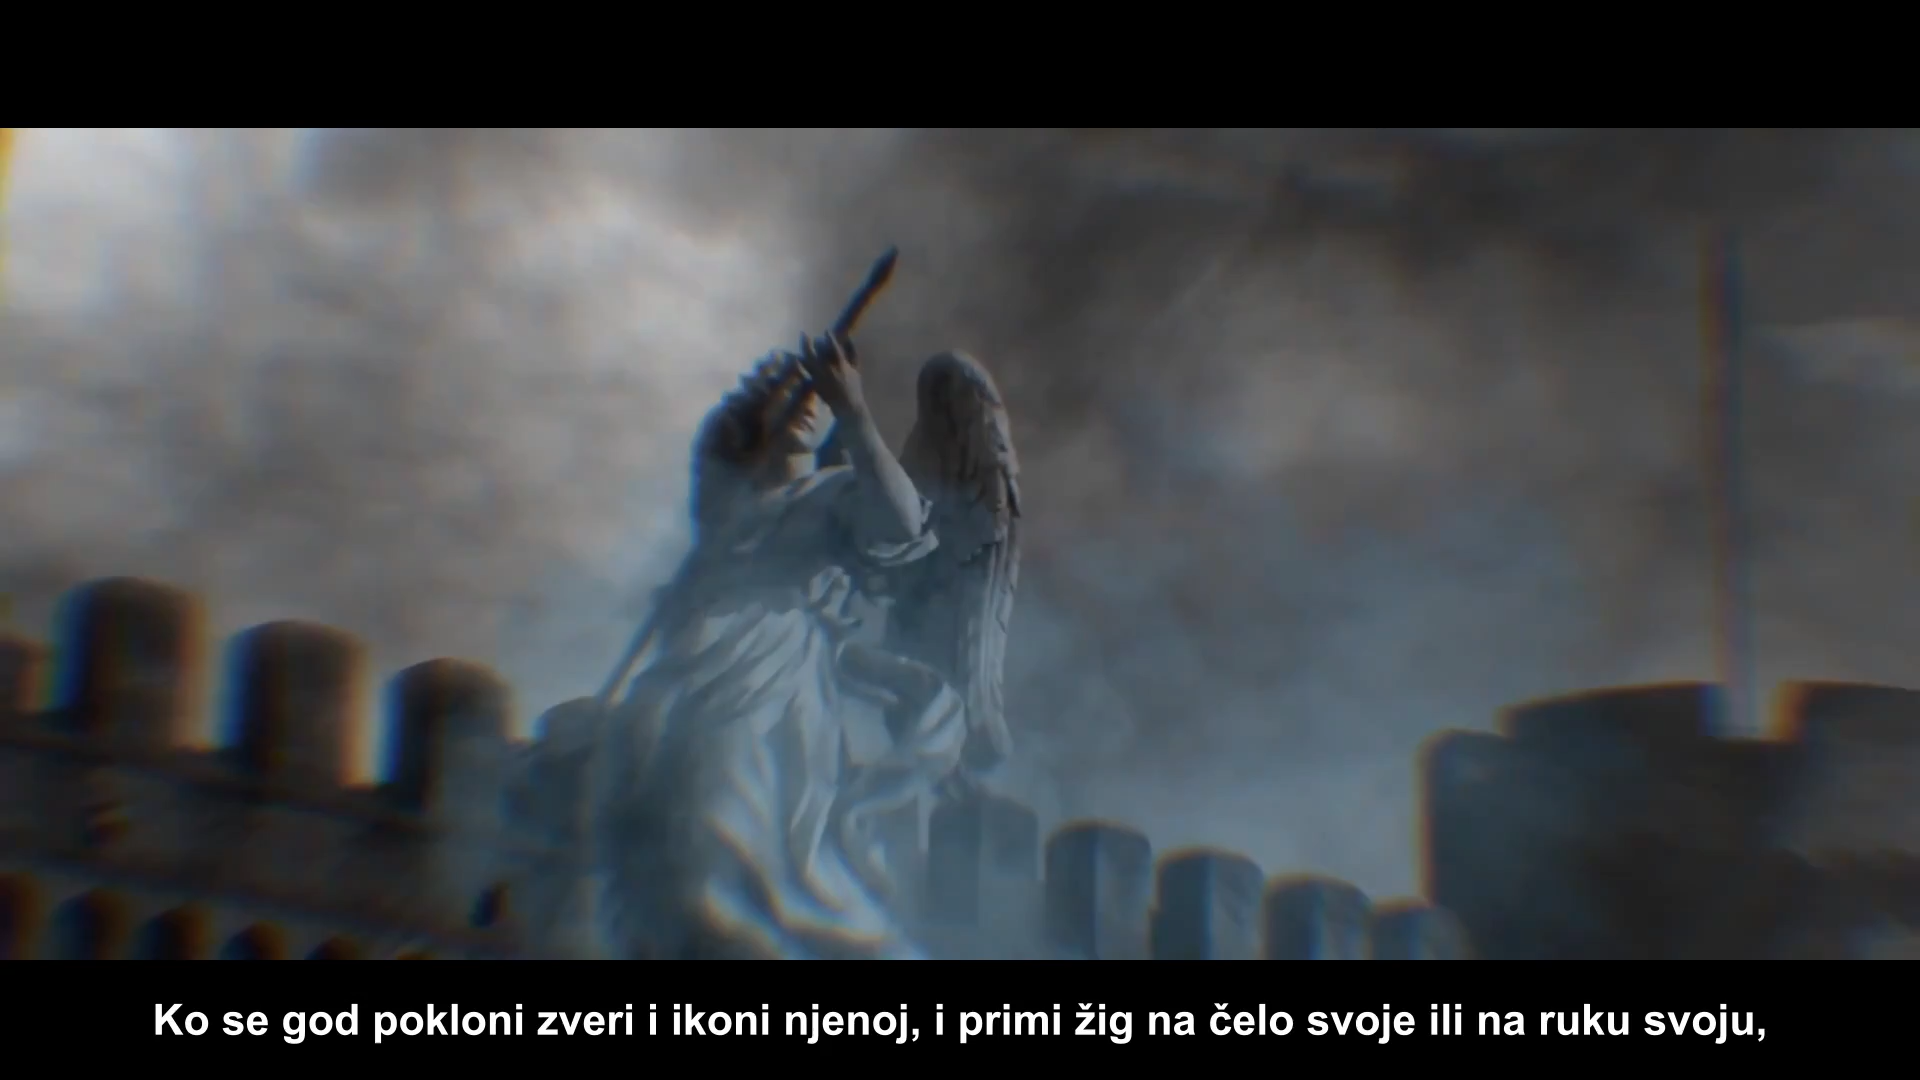 Ko se god pokloni zveri i ikoni njenoj, i primi žig na čelo svoje ili na ruku svoju,